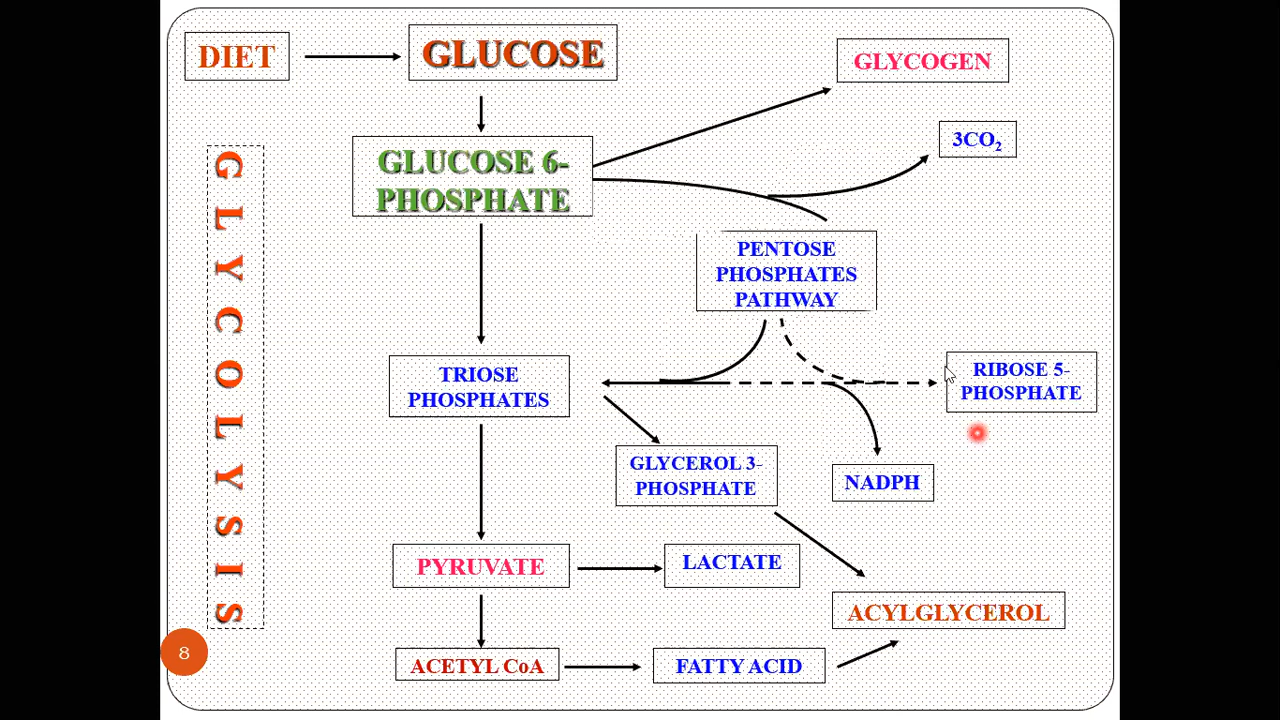 DIET
GLUCOSE
GLYCOGEN
3CO₂
GLUCOSE 6-
PHOSPHATE
GLYCOLYSIS
PENTOSE
PHOSPHATES
PATHWAY
TRIOSE
PHOSPHATES
RIBOSE 5-
PHOSPHATE
GLYCEROL 3-
PHOSPHATE
NADPH
PYRUVATE
LACTATE
ACYLGLYCEROL
8
ACETYL CoA
FATTY ACID